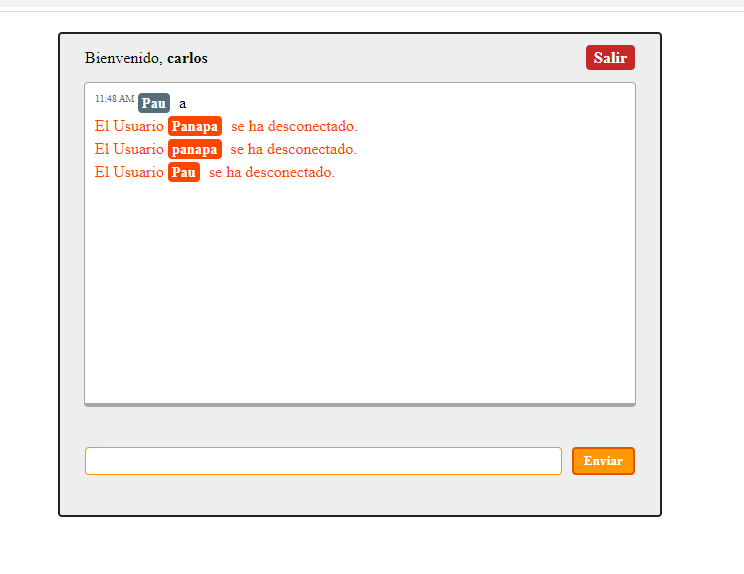 Bienvenido, carlos
Salir
11:48 AM Pau a
El Usuario Panapa se ha desconectado.
El Usuario panapa se ha desconectado.
El Usuario Pau se ha desconectado.
Enviar